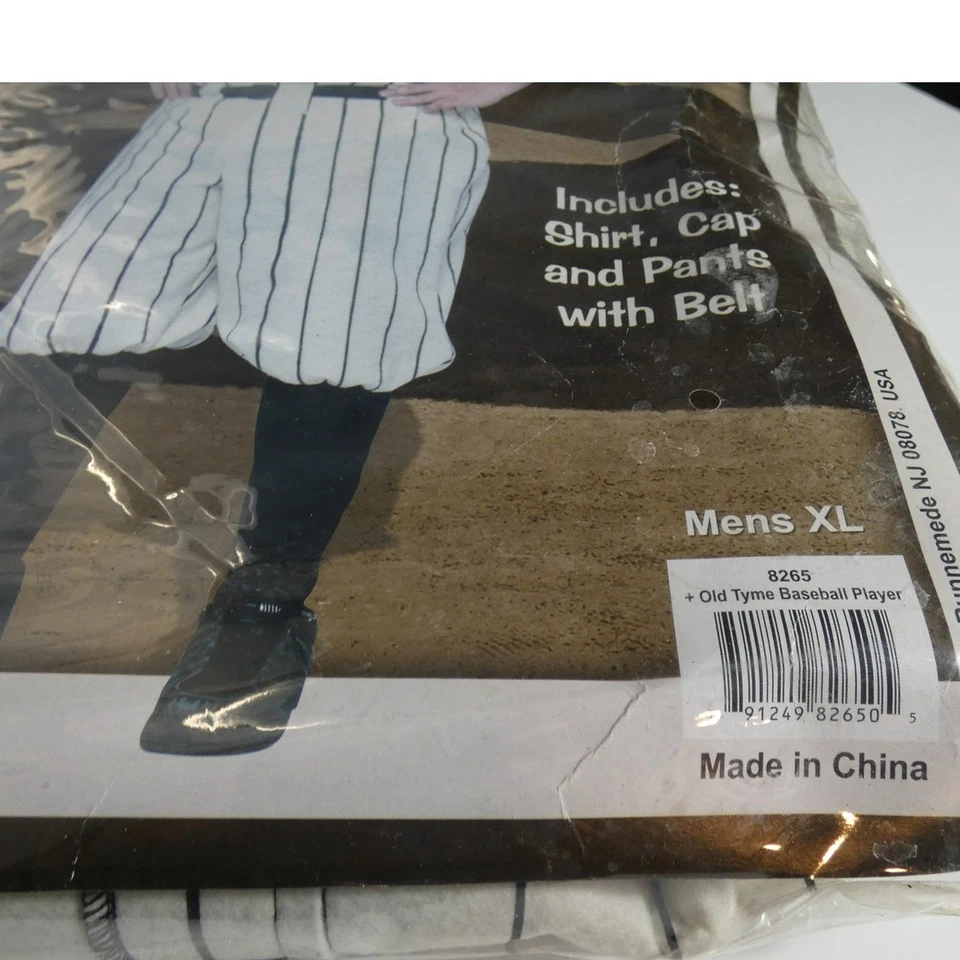 Includes:
Shirt, Cap
and Pants
with Belt
Runnemede NJ 08078. USA
Mens XL
8265
+ Old Tyme Baseball Player
91249 82650 5
Made in China